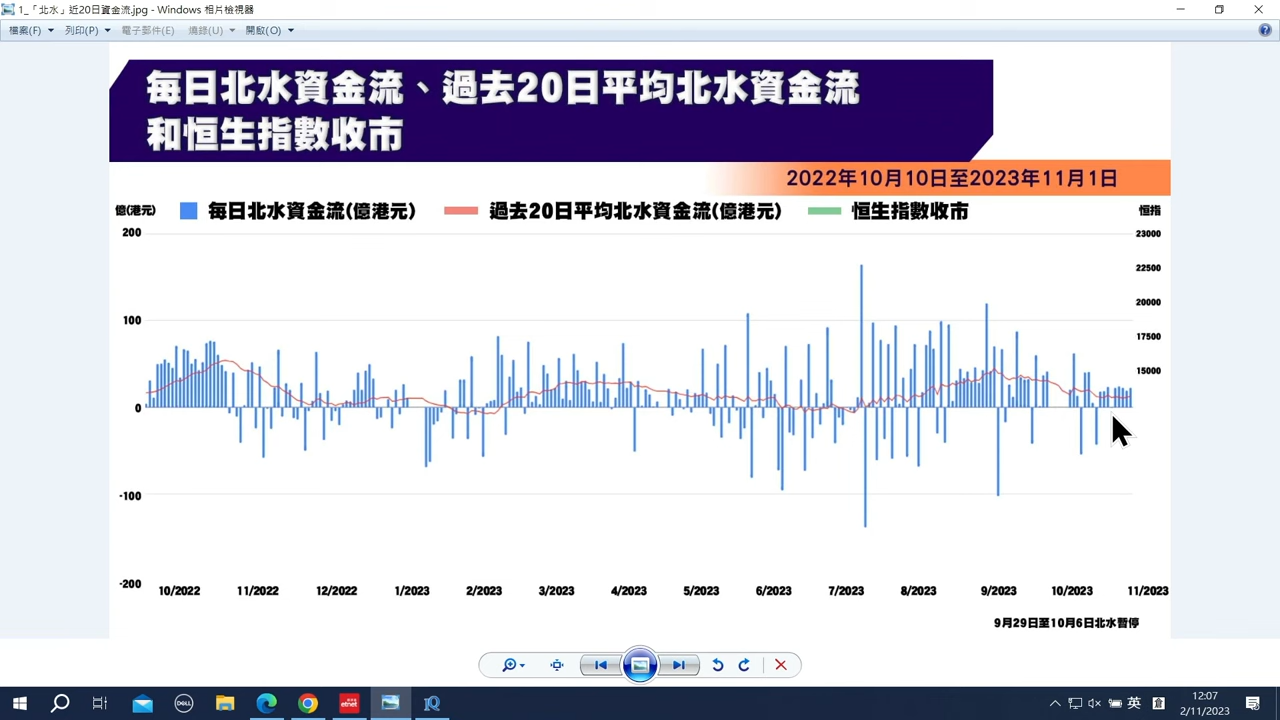 1_「北水」近20日資金流.jpg - Windows 相片檢視器
檔案(F) 列印(P) 電子郵件(E) 燒錄(U) 開啟(O)
每日北水資金流、過去20日平均北水資金流
和恒生指數收市
2022年10月10日至2023年11月1日
億(港元) 每日北水資金流(億港元) 過去20日平均北水資金流(億港元) 恒生指數收市 恒指
200 23000
22500
20000
100 17500
15000
0
-100
-200
10/2022 11/2022 12/2022 1/2023 2/2023 3/2023 4/2023 5/2023 6/2023 7/2023 8/2023 9/2023 10/2023 11/2023
9月29日至10月6日北水暫停
DELL etnet IQ 英 12:07
2/11/2023